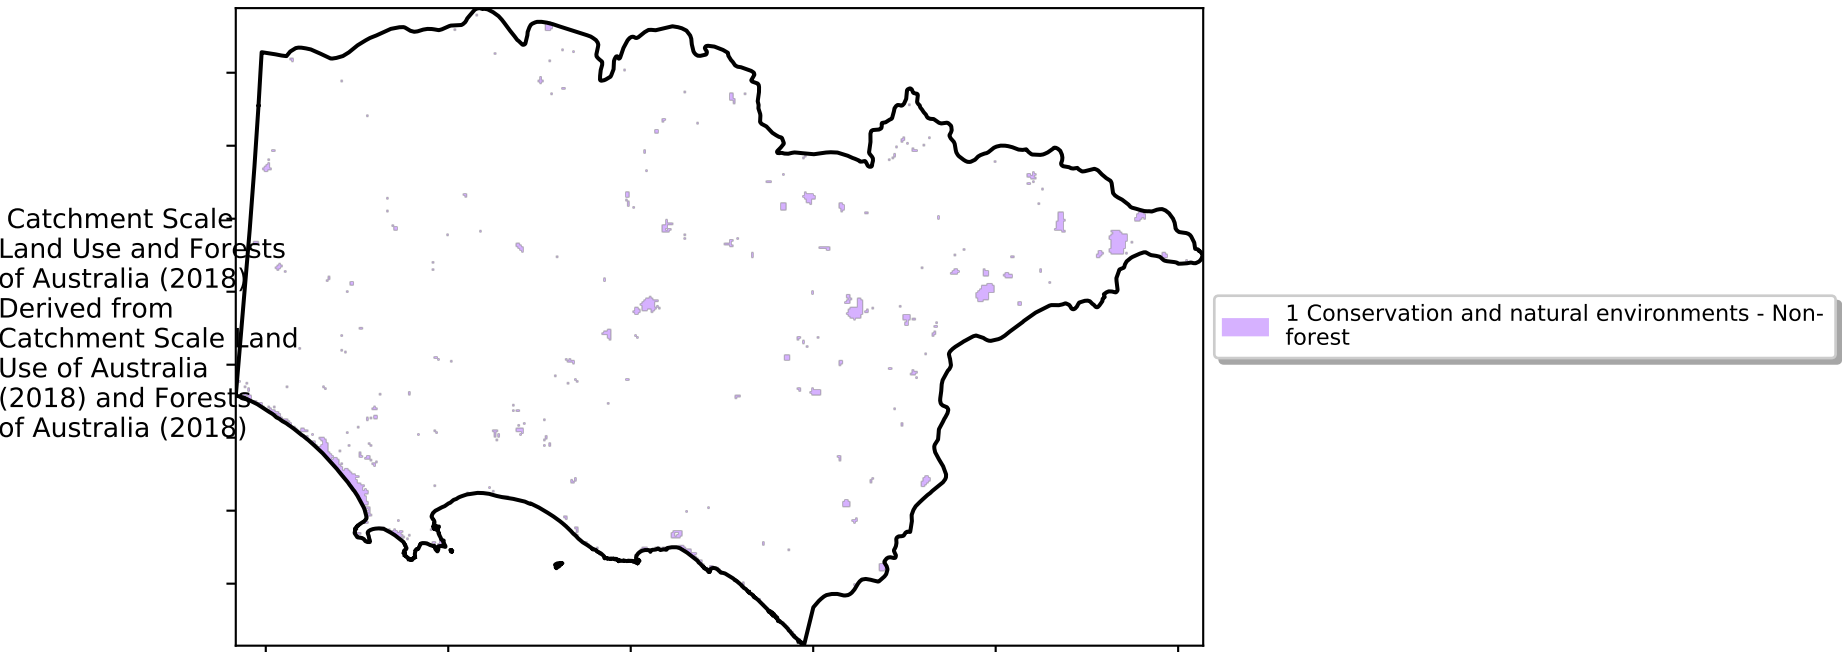 Catchment Scale
Land Use and Forests
of Australia (2018)
Derived from
Catchment Scale Land
Use of Australia
(2018) and Forests
of Australia (2018)
1 Conservation and natural environments - Non-
forest